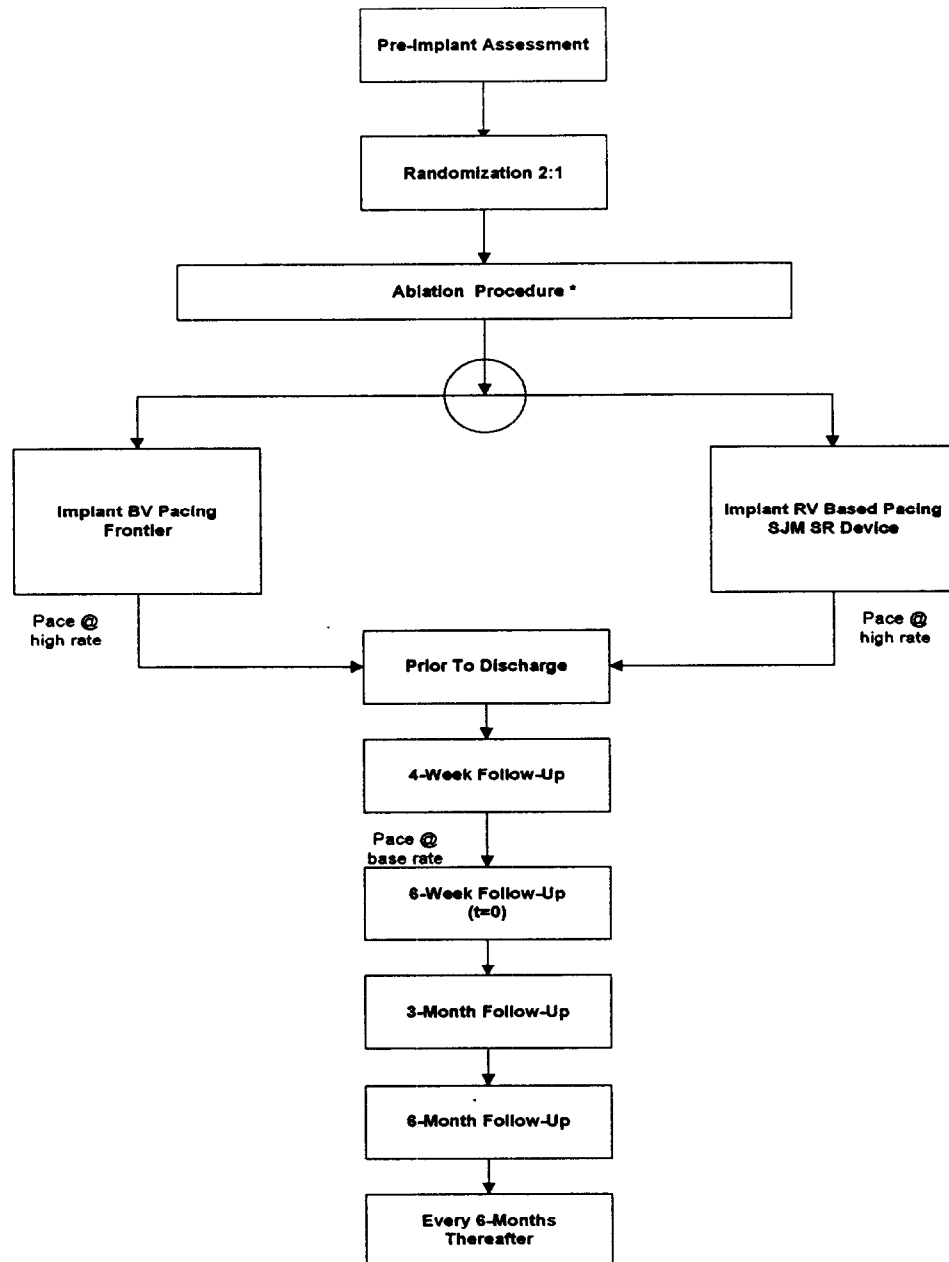 Pre-Implant Assessment
Randomization 2:1
Ablation Procedure *
Implant BV Pacing
Frontier
Implant RV Based Pacing
SJM SR Device
Pace @
high rate
Pace @
high rate
Prior To Discharge
4-Week Follow-Up
Pace @
base rate
6-Week Follow-Up
(t=0)
3-Month Follow-Up
6-Month Follow-Up
Every 6-Months
Thereafter